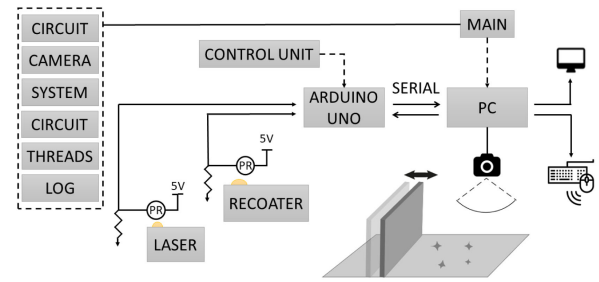 CIRCUIT
CAMERA
SYSTEM
CIRCUIT
THREADS
LOG
MAIN
CONTROL UNIT
ARDUINO
UNO
SERIAL
PC
5V
PR
RECOATER
5V
PR
LASER